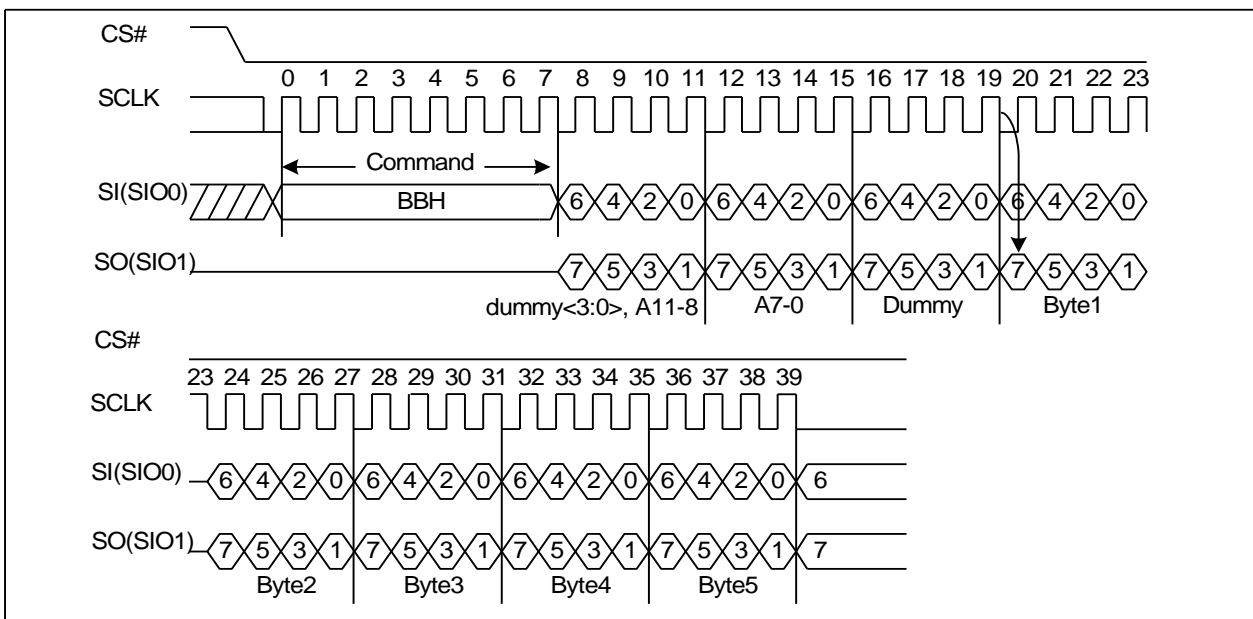 CS#
0 1 2 3 4 5 6 7 8 9 10 11 12 13 14 15 16 17 18 19 20 21 22 23
SCLK
Command
SI(SIO0) BBH 6 4 2 0 6 4 2 0 6 4 2 0 6 4 2 0
SO(SIO1) 7 5 3 1 7 5 3 1 7 5 3 1 7 5 3 1
dummy<3:0>, A11-8 A7-0 Dummy Byte1
CS#
23 24 25 26 27 28 29 30 31 32 33 34 35 36 37 38 39
SCLK
SI(SIO0) 6 4 2 0 6 4 2 0 6 4 2 0 6 4 2 0 6
SO(SIO1) 7 5 3 1 7 5 3 1 7 5 3 1 7 5 3 1 7
Byte2 Byte3 Byte4 Byte5